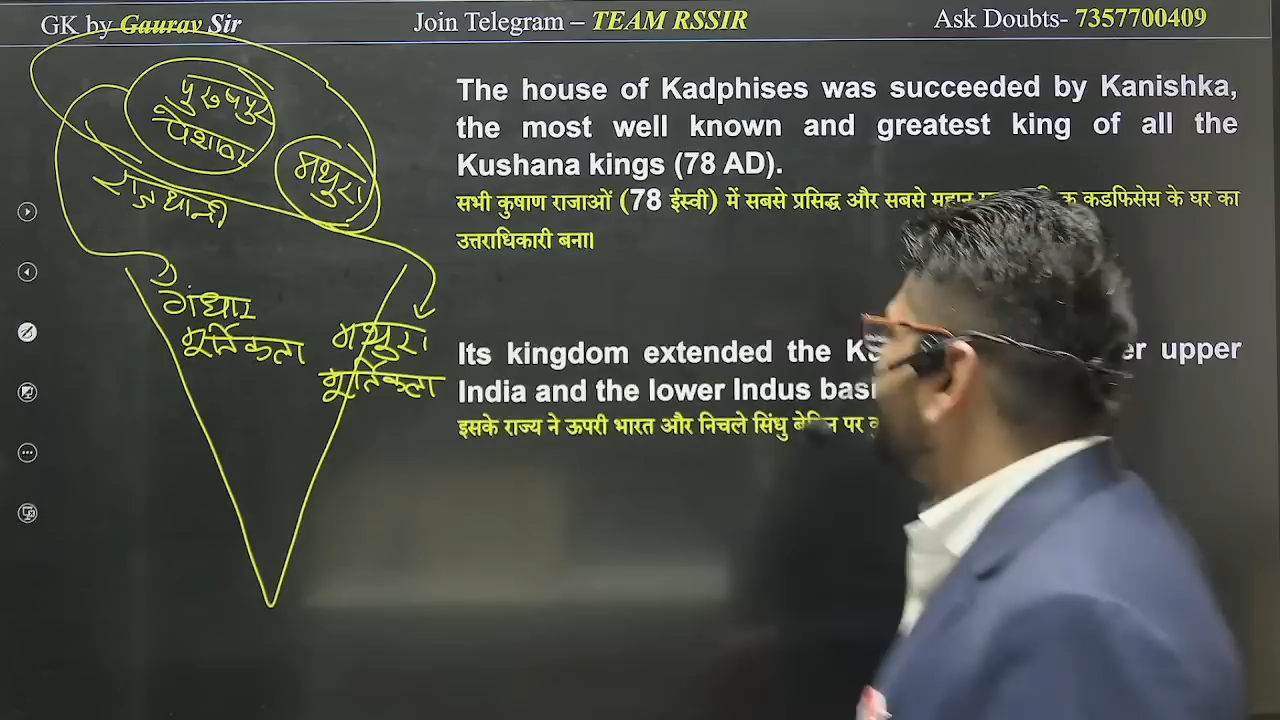 GK by Gaurav Sir
Join Telegram – TEAM RSSIR
Ask Doubts- 7357700409
The house of Kadphises was succeeded by Kanishka,
the most well known and greatest king of all the
Kushana kings (78 AD).
सभी कुषाण राजाओं (78 ईस्वी) में सबसे प्रसिद्ध और सबसे महान क कडफिसेस के घर का
उत्तराधिकारी बना।
Its kingdom extended the er upper
India and the lower Indus
इसके राज्य ने ऊपरी भारत और निचले सिंधु पर
मथुरा
राजधानी
गंधार
मूर्तिकला
मथुरा
मूर्तिकला